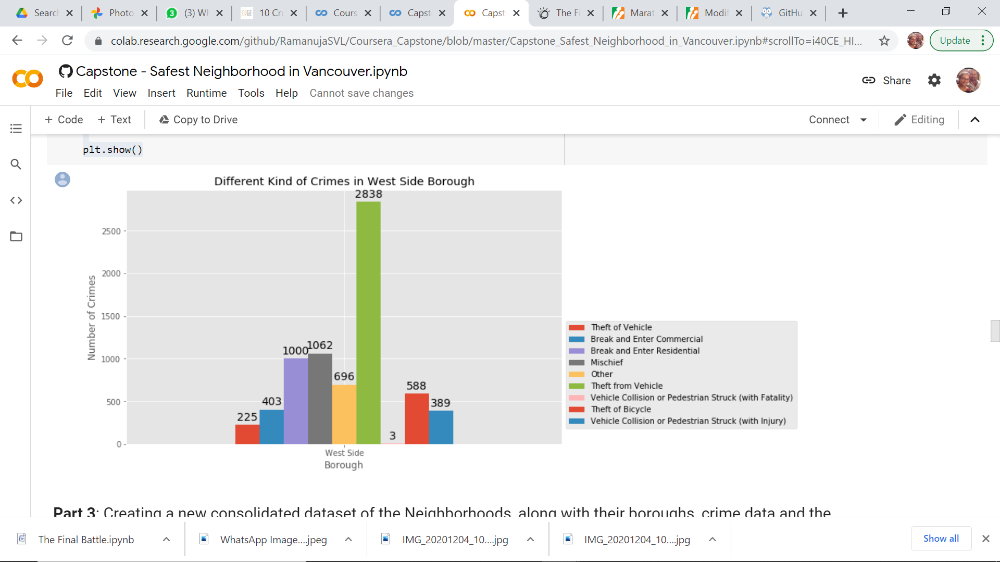 Search
Photo
3
(3) Wh
EDGE
10 Cru
Cours
Capst
Capst
The Fi
Marat
Modif
GitHu
colab.research.google.com/github/RamanujaSVL/Coursera_Capstone/blob/master/Capstone_Safest_Neighborhood_in_Vancouver.ipynb#scrollTo=i40CE_HI...
Update
Capstone - Safest Neighborhood in Vancouver.ipynb
Share
File Edit View Insert Runtime Tools Help Cannot save changes
+ Code + Text Copy to Drive
Connect
Editing
plt.show()
Different Kind of Crimes in West Side Borough
Number of Crimes
2500
2000
1500
1000
500
0
225
403
1000
1062
696
2838
3
588
389
West Side
Borough
Theft of Vehicle
Break and Enter Commercial
Break and Enter Residential
Mischief
Other
Theft from Vehicle
Vehicle Collision or Pedestrian Struck (with Fatality)
Theft of Bicycle
Vehicle Collision or Pedestrian Struck (with Injury)
Part 3: Creating a new consolidated dataset of the Neighborhoods, along with their boroughs, crime data and the
The Final Battle.ipynb
WhatsApp Image....jpeg
IMG_20201204_10....jpg
IMG_20201204_10....jpg
Show all